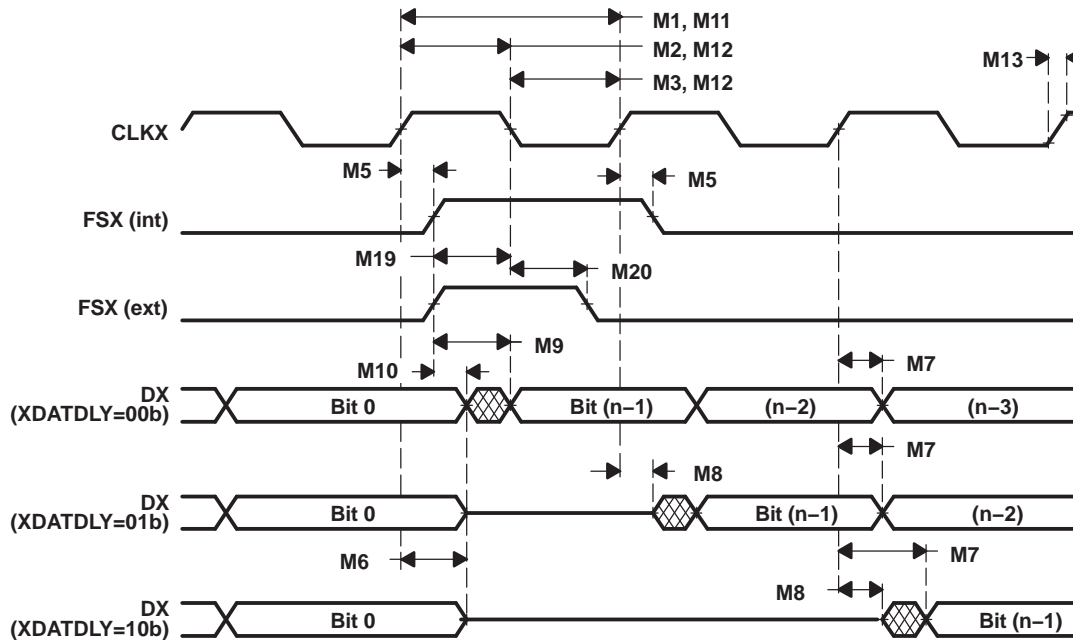 M1, M11
M2, M12
M13
M3, M12
CLKX
M5
M5
FSX (int)
M19
M20
FSX (ext)
M9
M10
M7
DX
(XDATDLY=00b)
Bit 0
Bit (n−1)
(n−2)
(n−3)
M7
M8
DX
(XDATDLY=01b)
Bit 0
Bit (n−1)
(n−2)
M6
M7
M8
DX
(XDATDLY=10b)
Bit 0
Bit (n−1)